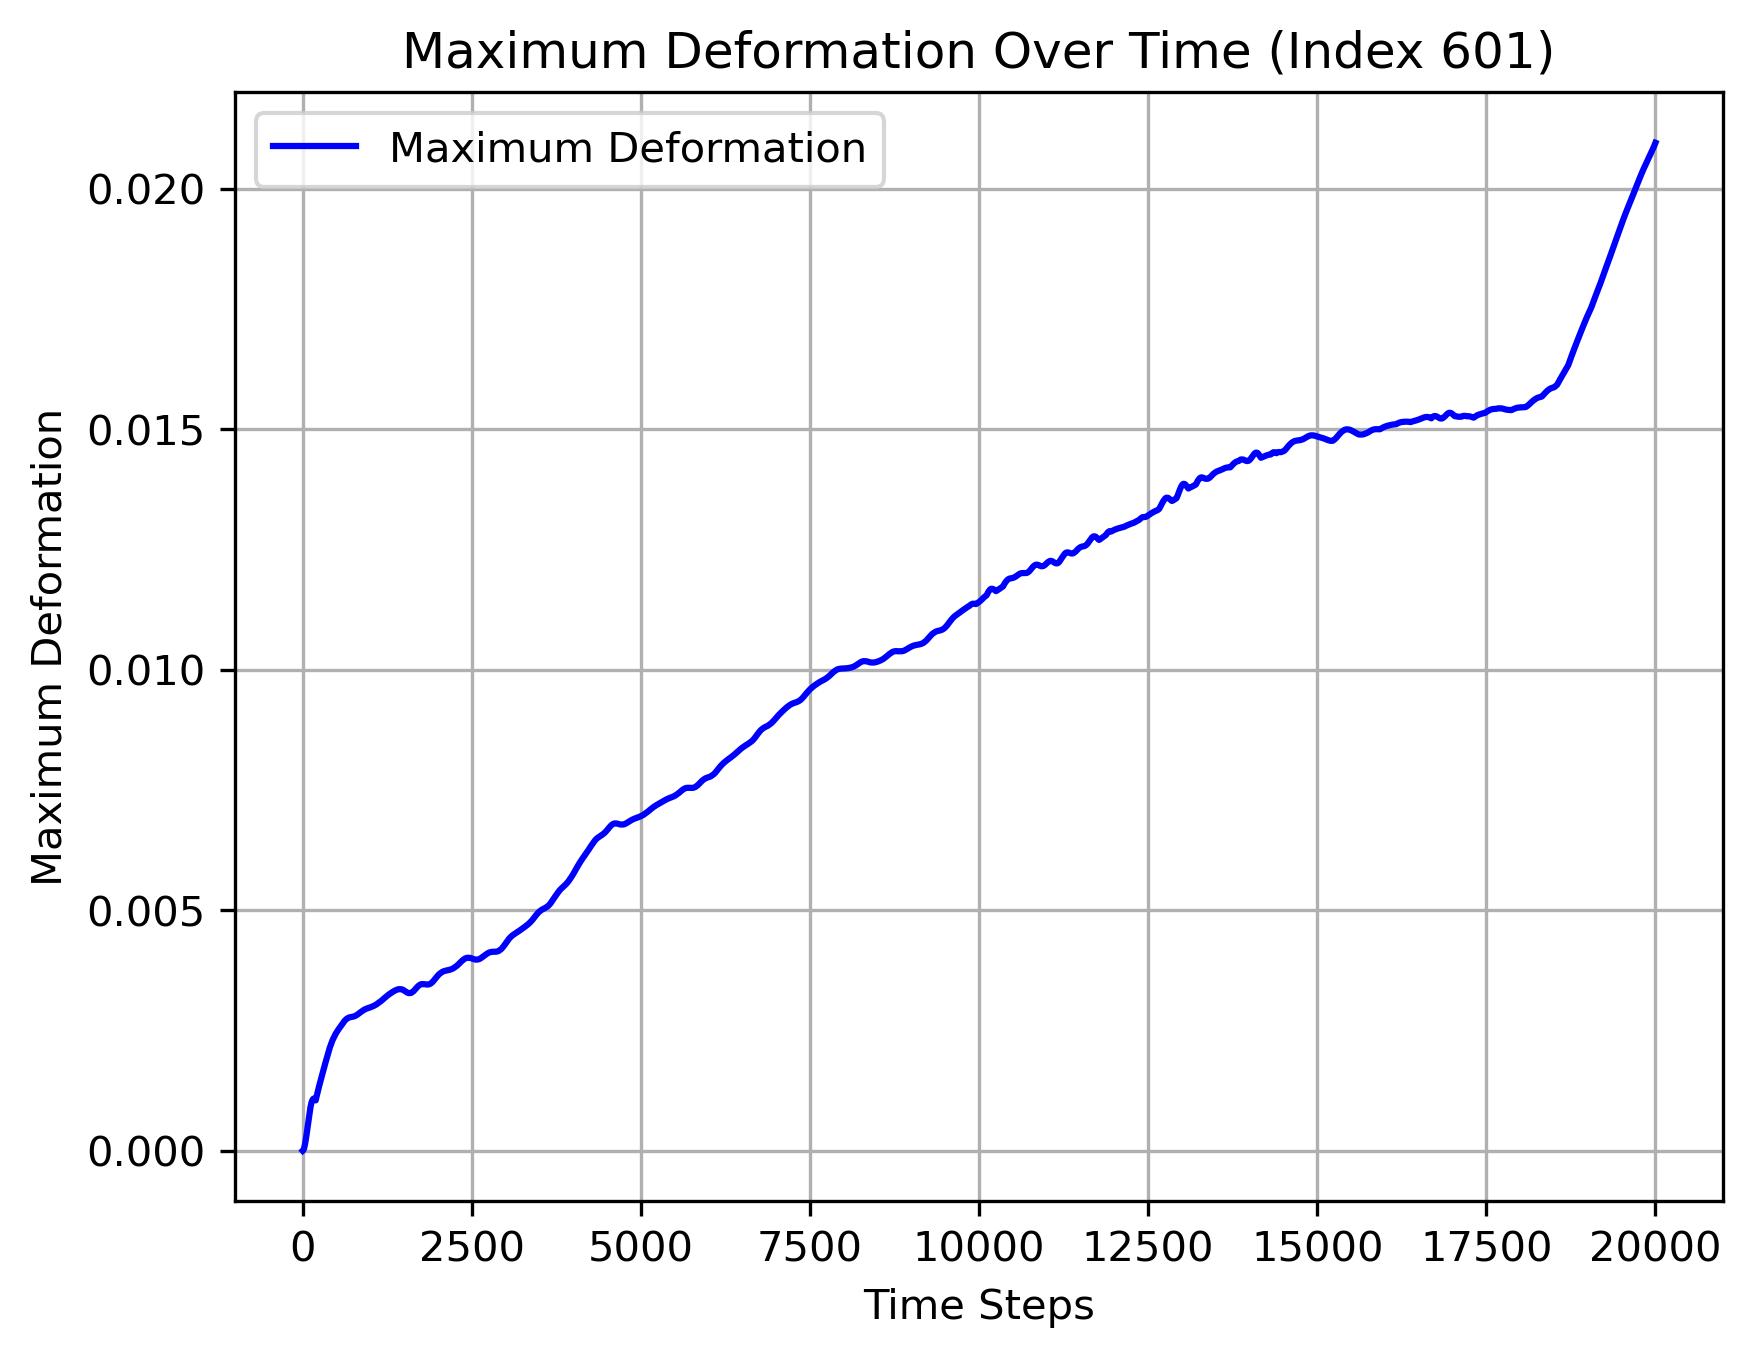 Maximum Deformation Over Time (Index 601)
Maximum Deformation
0.020
0.015
0.010
0.005
0.000
Maximum Deformation
0 2500 5000 7500 10000 12500 15000 17500 20000
Time Steps